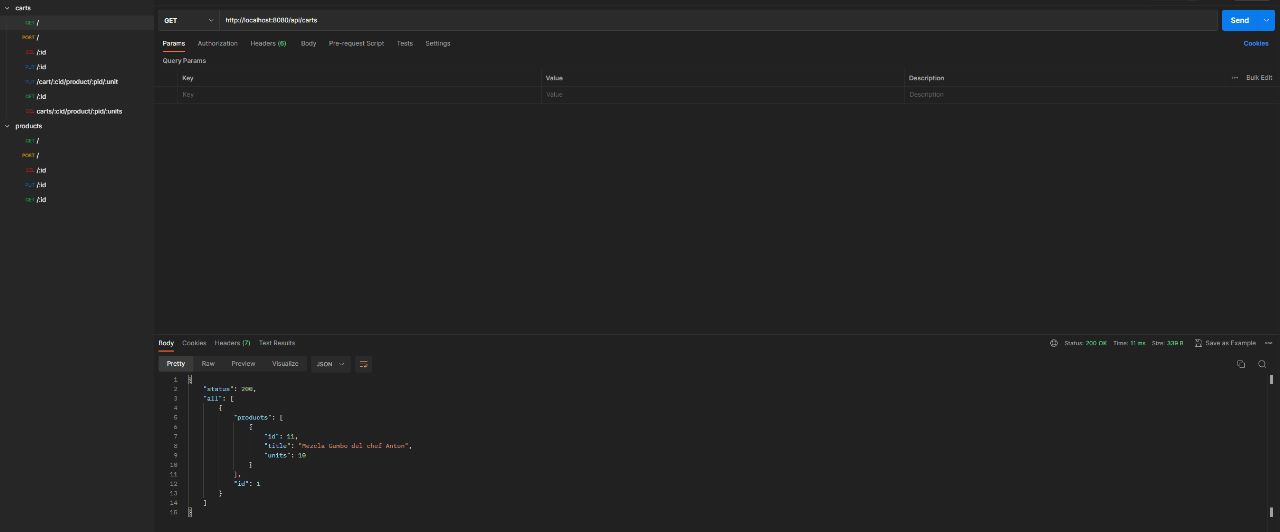 carts
GET /
POST /
DEL /:id
PUT /:id
PUT /cart/:cid/product/:pid/:unit
GET /:id
DEL carts/:cid/product/:pid/:units
products
GET /
POST /
DEL /:id
PUT /:id
GET /:id
GET http://localhost:8080/api/carts Send
Params Authorization Headers (6) Body Pre-request Script Tests Settings Cookies
Query Params
Key Value Description ••• Bulk Edit
Key Value Description
Body Cookies Headers (7) Test Results Status: 200 OK Time: 11 ms Size: 339 B Save as Example •••
Pretty Raw Preview Visualize JSON
1 {
2 "status": 200,
3 "all": [
4 {
5 "products": [
6 {
7 "id": 11,
8 "title": "Mezcla Gumbo del chef Anton",
9 "units": 10
10 }
11 ],
12 "id": 1
13 }
14 ]
15 }